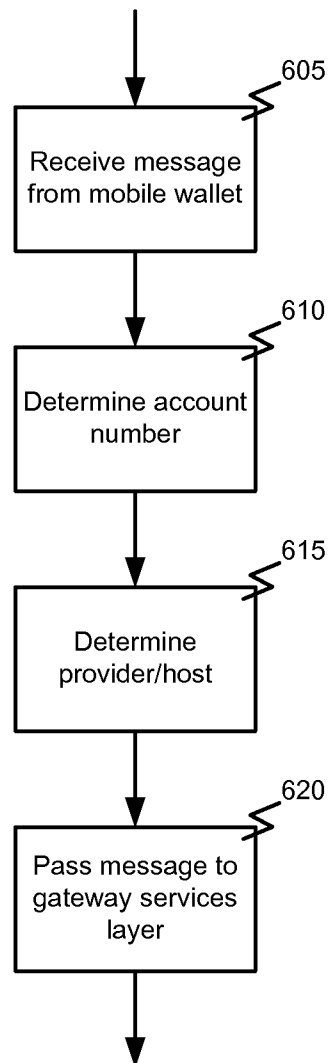 605
Receive message
from mobile wallet
610
Determine account
number
615
Determine
provider/host
620
Pass message to
gateway services
layer